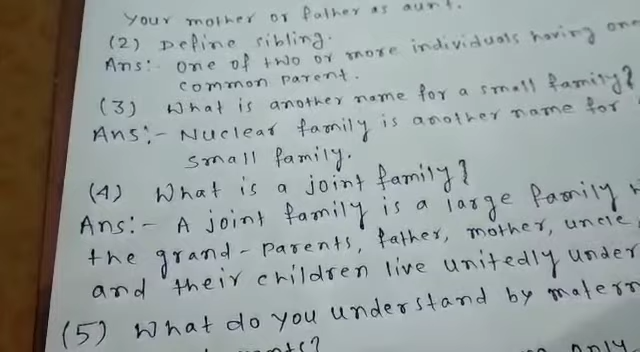 your mother or father as aunt.
(2) Define sibling.
Ans:- One of two or more individuals having one
common parent.
(3) What is another name for a small family?
Ans:- Nuclear family is another name for
small family.
(4) What is a joint family?
Ans:- A joint family is a large family
the grand-parents, father, mother, uncle,
and their children live unitedly under
(5) What do you understand by
only